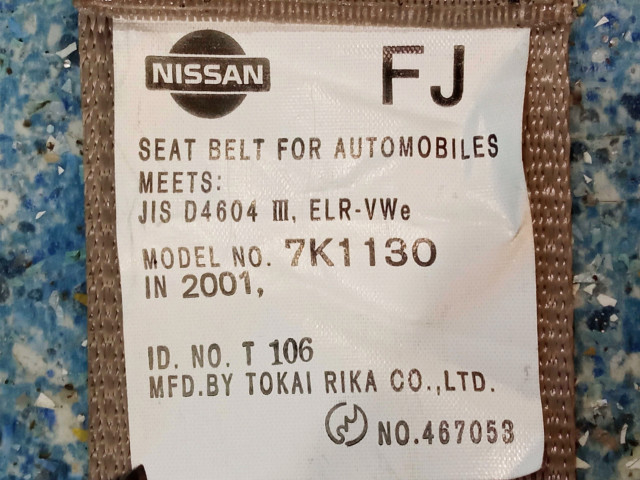 NISSAN
FJ
SEAT BELT FOR AUTOMOBILES
MEETS:
JIS D4604 Ⅲ, ELR-VWe
MODEL NO. 7K1130
IN 2001,
ID. NO. T 106
MFD.BY TOKAI RIKA CO.,LTD.
NO.467053